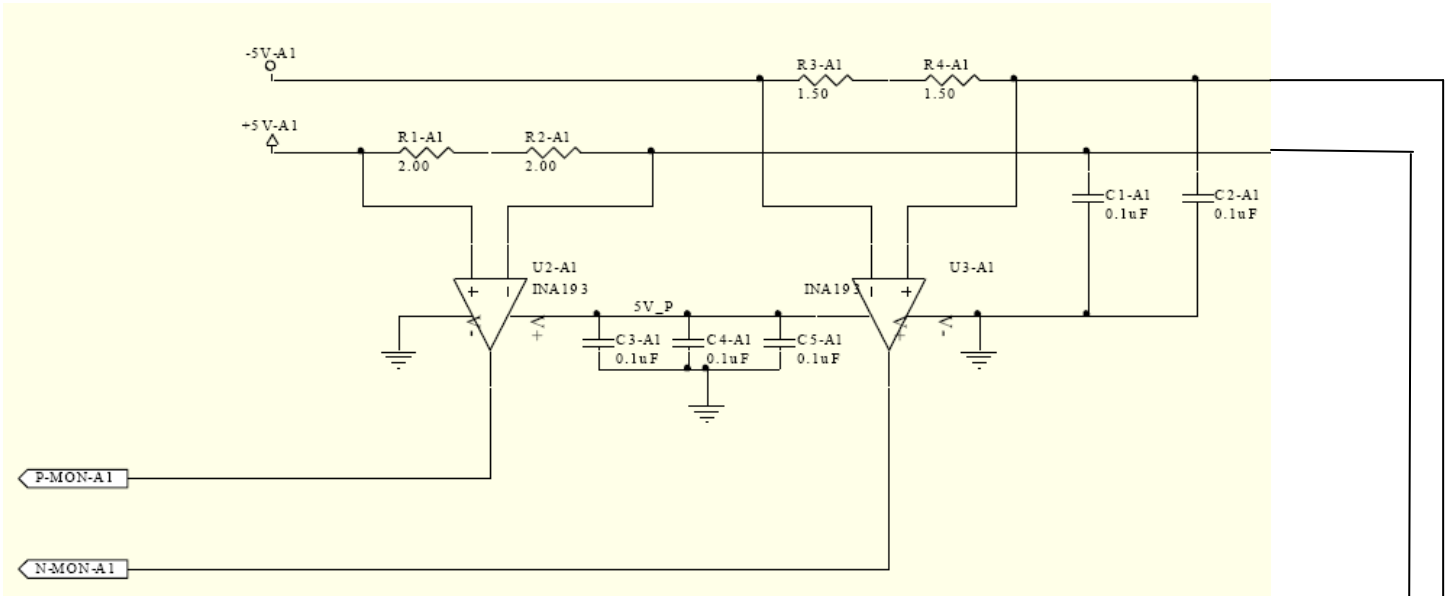 -5V-A1
R3-A1
R4-A1
1.50
1.50
+5V-A1
R1-A1
R2-A1
2.00
2.00
C1-A1
0.1uF
C2-A1
0.1uF
U2-A1
INA193
U3-A1
INA193
+
-
-
+
5V_P
V-
V+
V+
V-
C3-A1
0.1uF
C4-A1
0.1uF
C5-A1
0.1uF
P-MON-A1
N-MON-A1